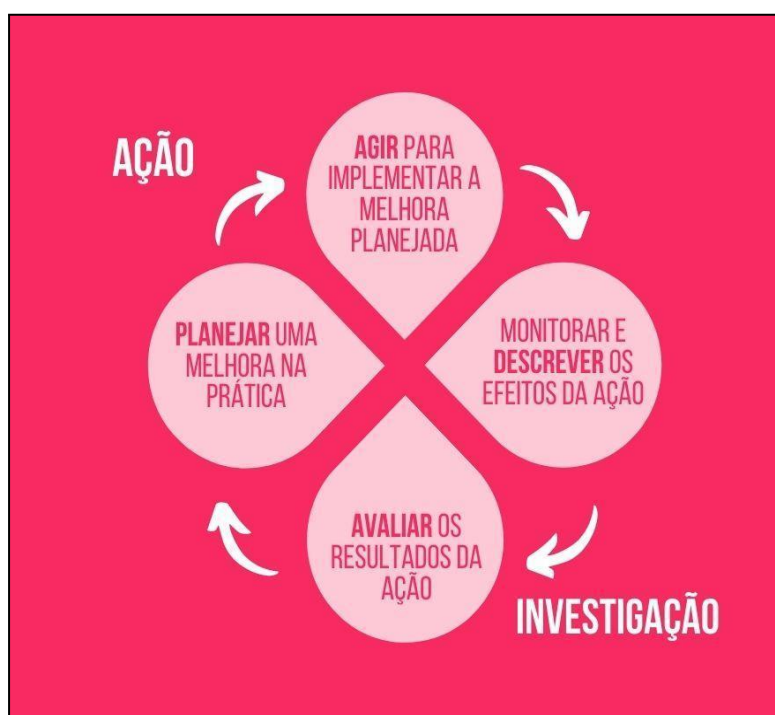 AÇÃO
AGIR PARA
IMPLEMENTAR A
MELHORA
PLANEJADA
PLANEJAR UMA
MELHORA NA
PRÁTICA
MONITORAR E
DESCREVER OS
EFEITOS DA AÇÃO
AVALIAR OS
RESULTADOS DA
AÇÃO
INVESTIGAÇÃO